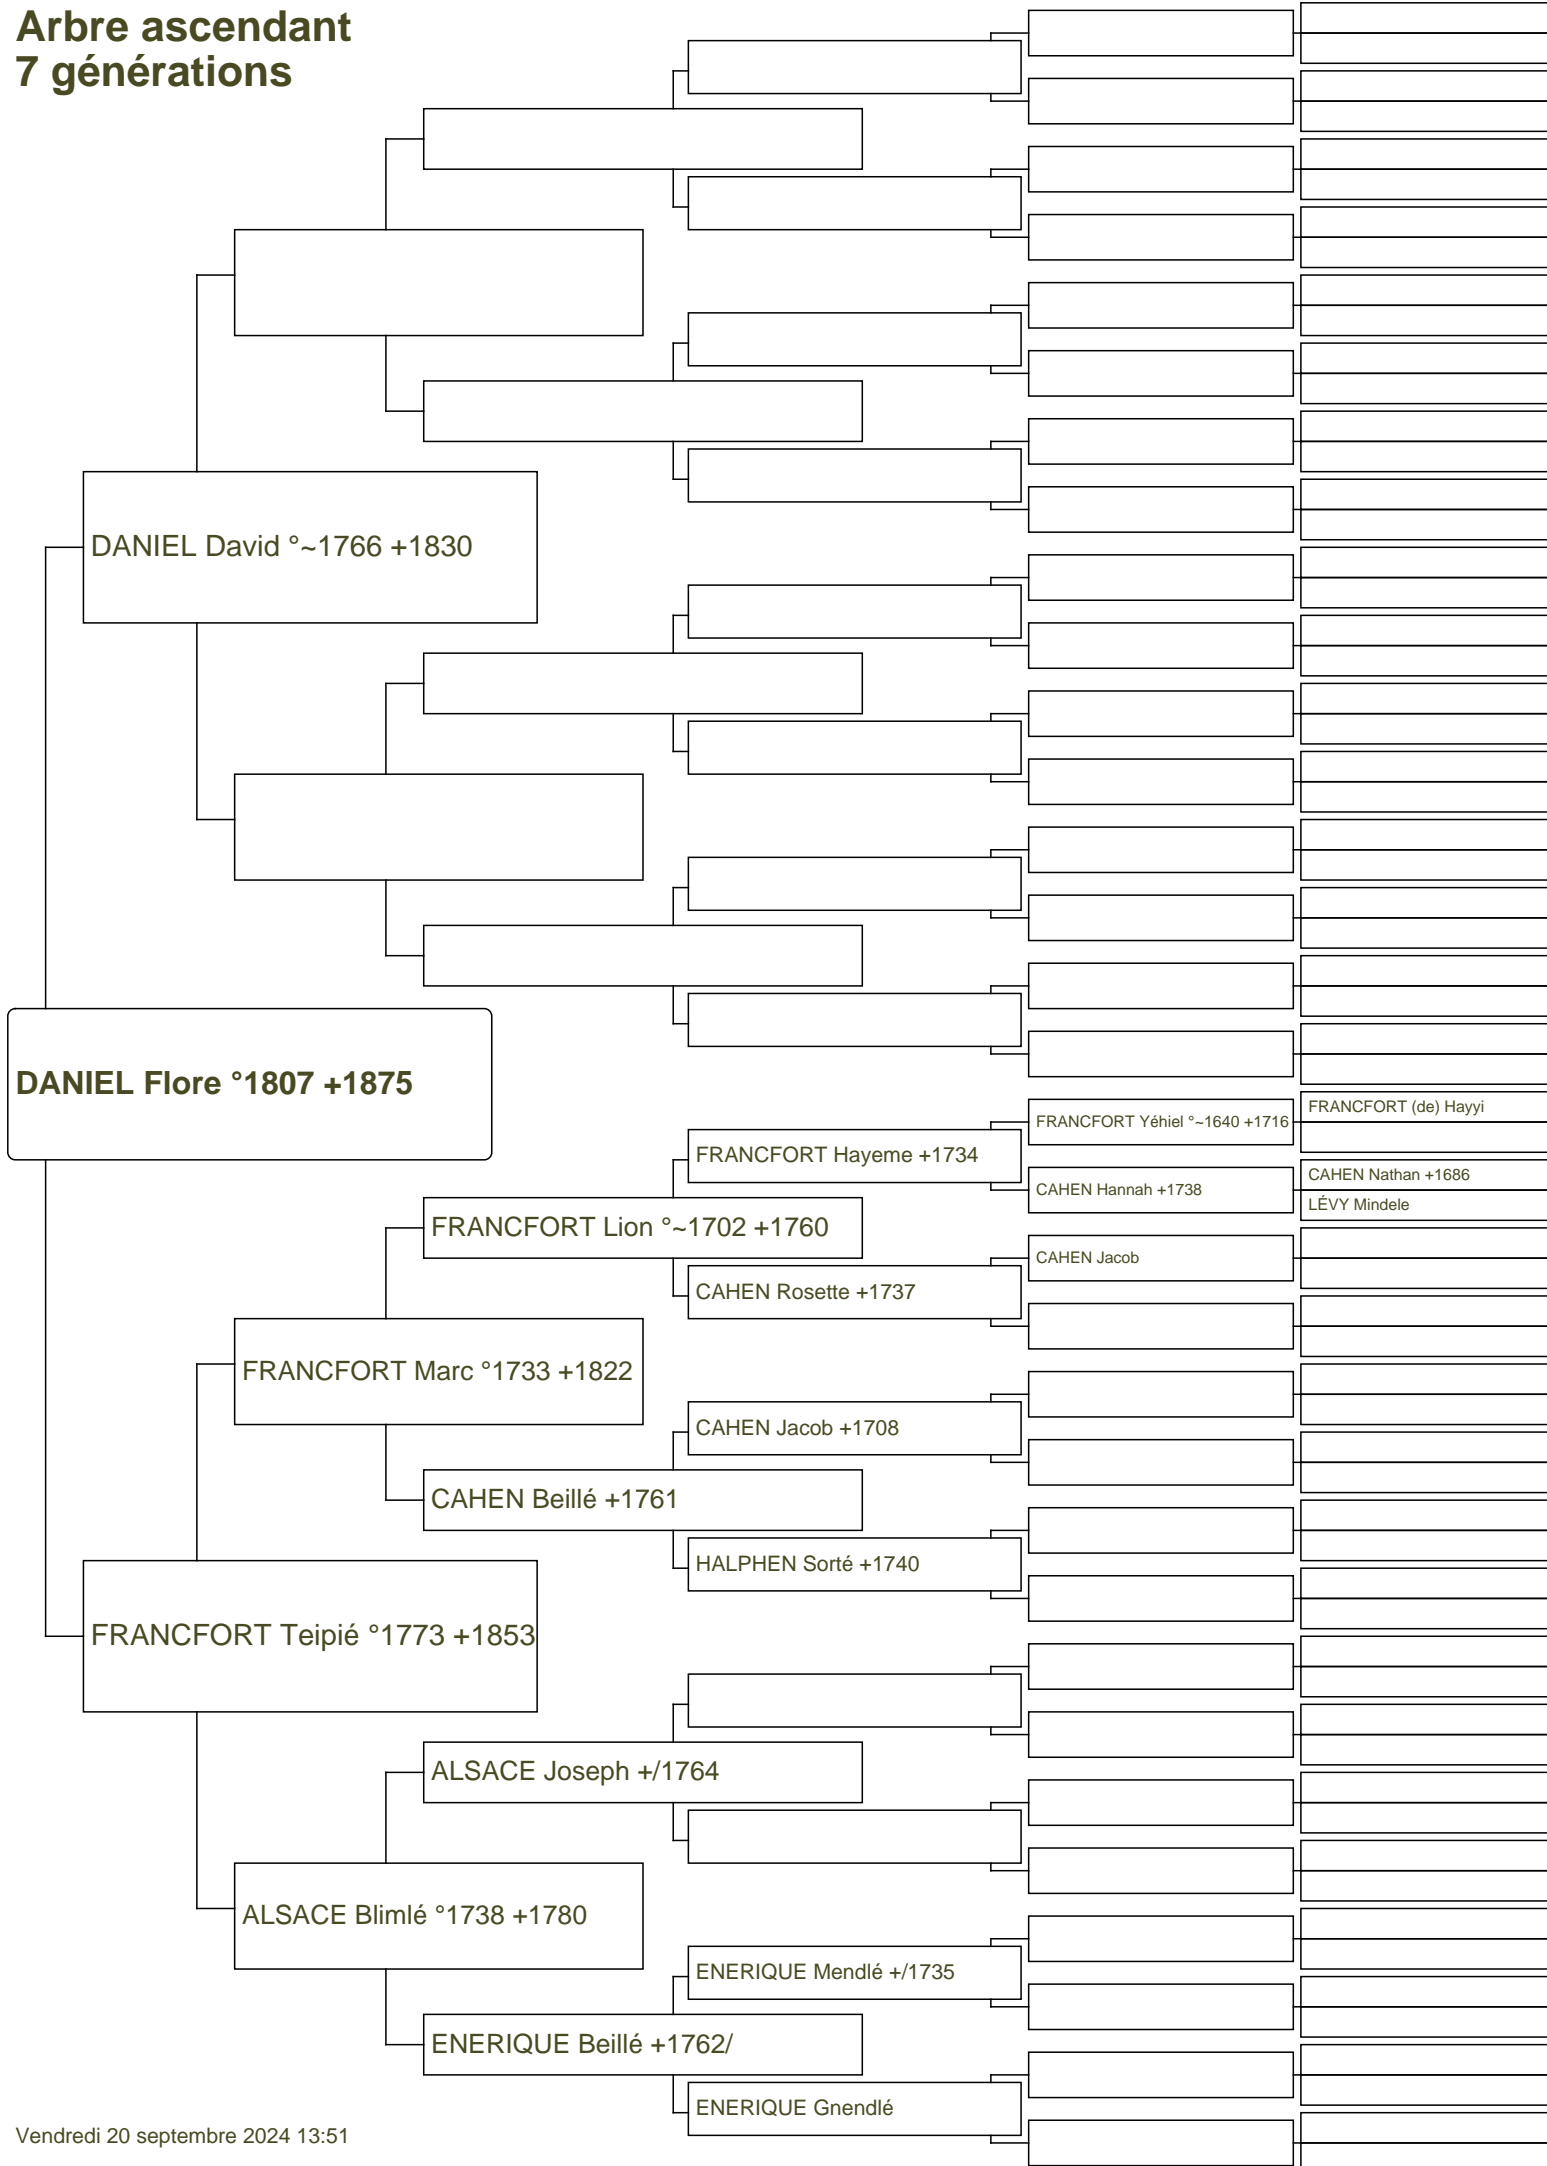 Arbre ascendant
7 générations
DANIEL David °~1766 +1830
DANIEL Flore °1807 +1875
FRANCFORT (de) Hayyi
FRANCFORT Yéhiel °~1640 +1716
FRANCFORT Hayeme +1734
CAHEN Nathan +1686
CAHEN Hannah +1738
LÉVY Mindele
FRANCFORT Lion °~1702 +1760
CAHEN Jacob
CAHEN Rosette +1737
FRANCFORT Marc °1733 +1822
CAHEN Jacob +1708
CAHEN Beillé +1761
HALPHEN Sorté +1740
FRANCFORT Teipié °1773 +1853
ALSACE Joseph +/1764
ALSACE Blimlé °1738 +1780
ENERIQUE Mendlé +/1735
ENERIQUE Beillé +1762/
ENERIQUE Gnendlé
Vendredi 20 septembre 2024 13:51